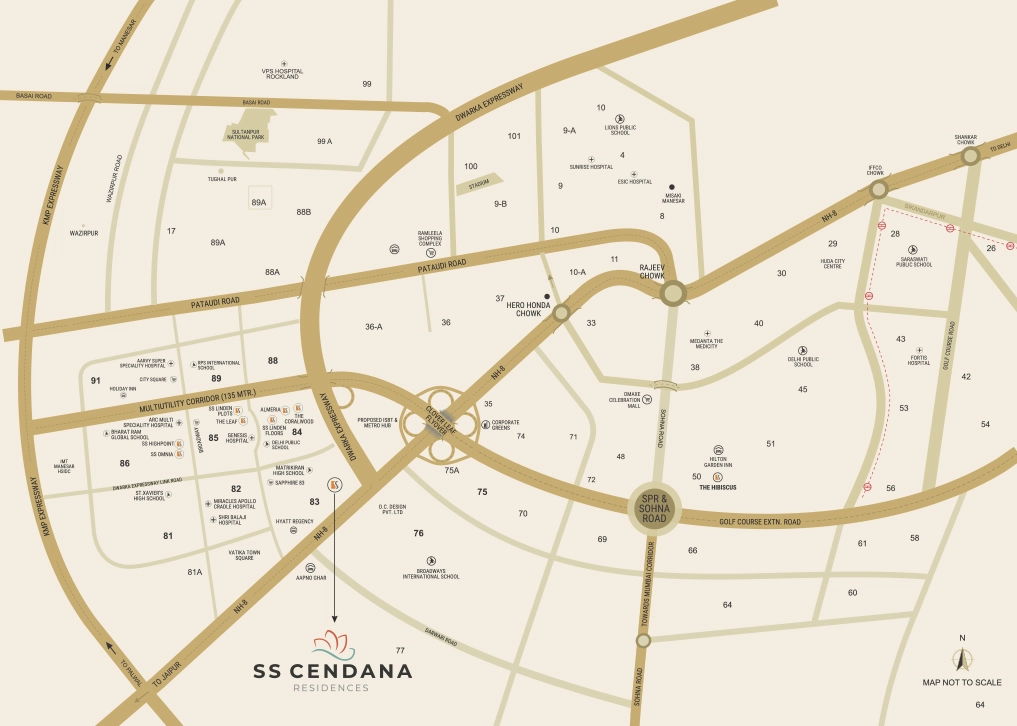 TO MANESAR
VPS HOSPITAL
ROCKLAND
99
BASAI ROAD
BASAI ROAD
DWARKA EXPRESSWAY
SULTANPUR
NATIONAL PARK
99 A
101
10
9-A
LIONS PUBLIC
SCHOOL
4
SUNRISE HOSPITAL
ESIC HOSPITAL
MISAKI
MANESAR
SHANKAR
CHOWK
TO DELHI
IFFCO
CHOWK
KMP EXPRESSWAY
WAZIRPUR ROAD
TUGHAL PUR
100
STADIUM
9
9-B
8
89A
88B
SIKANDARPUR
NH-8
WAZIRPUR
17
89A
RAMLEELA
SHOPPING
COMPLEX
10
28
29
26
HUDA CITY
CENTRE
SARASWATI
PUBLIC SCHOOL
88A
PATAUDI ROAD
11
10-A
RAJEEV
CHOWK
30
PATAUDI ROAD
37
HERO HONDA
CHOWK
36-A
36
33
40
MEDANTA THE
MEDICITY
43
GOLF COURSE ROAD
FORTIS
HOSPITAL
88
AARVY SUPER
SPECIALITY HOSPITAL
RPS INTERNATIONAL
SCHOOL
91
CITY SQUARE
89
HOLIDAY INN
NH-8
38
DELHI PUBLIC
SCHOOL
45
42
MULTIUTILITY CORRIDOR (135 MTR.)
DWARKA EXPRESSWAY
OMAXE
CELEBRATION
MALL
SOHNA ROAD
53
54
SS LINDEN
PLOTS
THE LEAF
ALMERIA
THE
CORALWOOD
SS LINDEN
FLOORS
84
ARC MULTI
SPECIALITY HOSPITAL
BHARAT RAM
GLOBAL SCHOOL
SS HIGHPOINT
SS OMNIA
85
GENESIS
HOSPITAL
DELHI PUBLIC
SCHOOL
PROPOSED ISBT &
METRO HUB
CLOVER LEAF
FLYOVER
35
CORPORATE
GREENS
74
71
51
IMT
MANESAR
HSIIDC
86
MATRIKIRAN
HIGH SCHOOL
SAPPHIRE 83
48
HILTON
GARDEN INN
50
THE HIBISCUS
75A
72
DWARKA EXPRESSWAY LINK ROAD
ST XAVIER'S
HIGH SCHOOL
82
MIRACLES APOLLO
CRADLE HOSPITAL
SHRI BALAJI
HOSPITAL
83
75
56
KMP EXPRESSWAY
D.C. DESIGN
PVT. LTD
70
SPR &
SOHNA
ROAD
GOLF COURSE EXTN. ROAD
HYATT REGENCY
NH-8
76
81
69
66
61
58
VATIKA TOWN
SQUARE
81A
AAPNO GHAR
BROADWAYS
INTERNATIONAL SCHOOL
TOWARDS MUMBAI CORRIDOR
60
64
NH-8
TO PALWAL
TO JAIPUR
77
SOHNA ROAD
SS CENDANA
RESIDENCES
N
MAP NOT TO SCALE
64